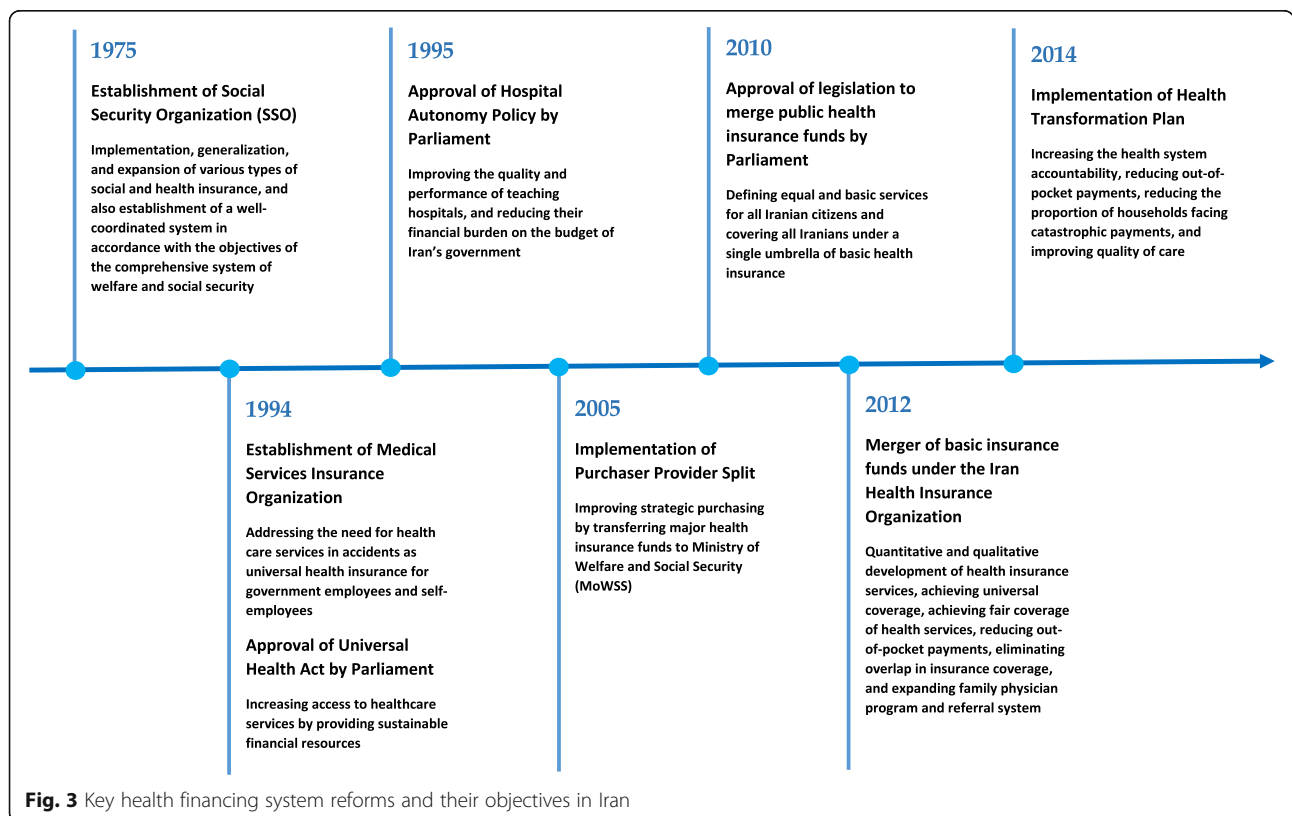 1975
Establishment of Social
Security Organization (SSO)
Implementation, generalization,
and expansion of various types of
social and health insurance, and
also establishment of a well-
coordinated system in
accordance with the objectives of
the comprehensive system of
welfare and social security
1994
Establishment of Medical
Services Insurance
Organization
Addressing the need for health
care services in accidents as
universal health insurance for
government employees and self-
employees
Approval of Universal
Health Act by Parliament
Increasing access to healthcare
services by providing sustainable
financial resources
1995
Approval of Hospital
Autonomy Policy by
Parliament
Improving the quality and
performance of teaching
hospitals, and reducing their
financial burden on the budget of
Iran's government
2005
Implementation of
Purchaser Provider Split
Improving strategic purchasing
by transferring major health
insurance funds to Ministry of
Welfare and Social Security
(MoWSS)
2010
Approval of legislation to
merge public health
insurance funds by
Parliament
Defining equal and basic services
for all Iranian citizens and
covering all Iranians under a
single umbrella of basic health
insurance
2012
Merger of basic insurance
funds under the Iran
Health Insurance
Organization
Quantitative and qualitative
development of health insurance
services, achieving universal
coverage, achieving fair coverage
of health services, reducing out-
of-pocket payments, eliminating
overlap in insurance coverage,
and expanding family physician
program and referral system
2014
Implementation of Health
Transformation Plan
Increasing the health system
accountability, reducing out-of-
pocket payments, reducing the
proportion of households facing
catastrophic payments, and
improving quality of care
Fig. 3 Key health financing system reforms and their objectives in Iran